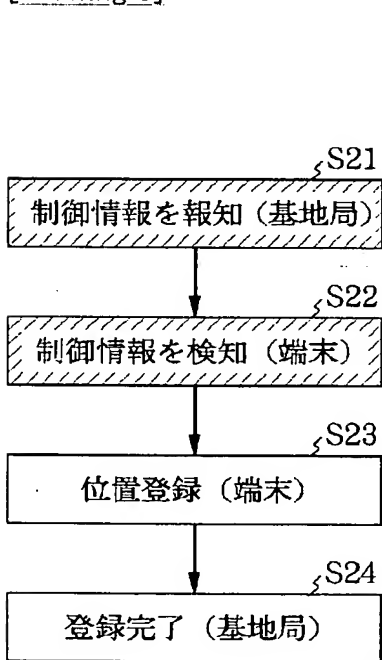 S21
制御情報を報知（基地局）
S22
制御情報を検知（端末）
S23
位置登録（端末）
S24
登録完了（基地局）